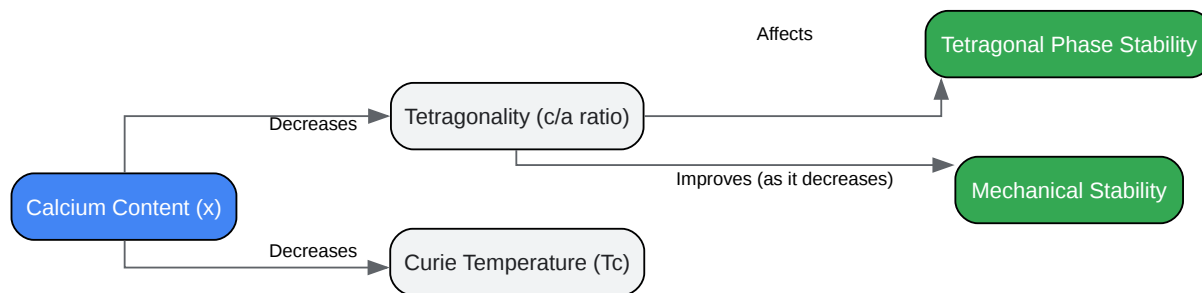 Affects
Tetragonal Phase Stability
Decreases
Tetragonality (c/a ratio)
Improves (as it decreases)
Mechanical Stability
Calcium Content (x)
Decreases
Curie Temperature (Tc)